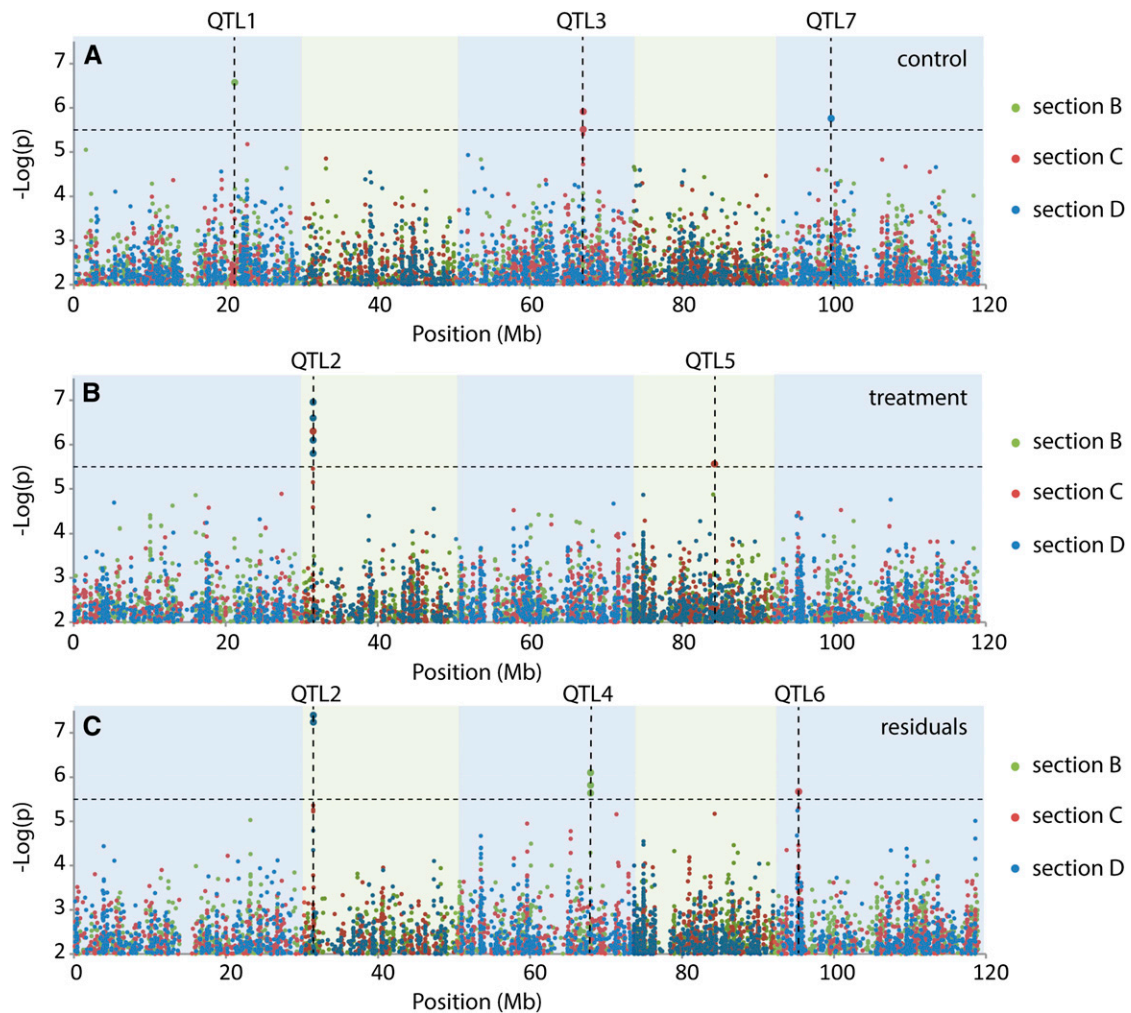 QTL1 QTL3 QTL7
A control
7
6
5
4
3
2
-Log(p)
0 20 40 60 80 100 120
Position (Mb)
section B
section C
section D
QTL2 QTL5
B treatment
7
6
5
4
3
2
-Log(p)
0 20 40 60 80 100 120
Position (Mb)
section B
section C
section D
QTL2 QTL4 QTL6
C residuals
7
6
5
4
3
2
-Log(p)
0 20 40 60 80 100 120
Position (Mb)
section B
section C
section D